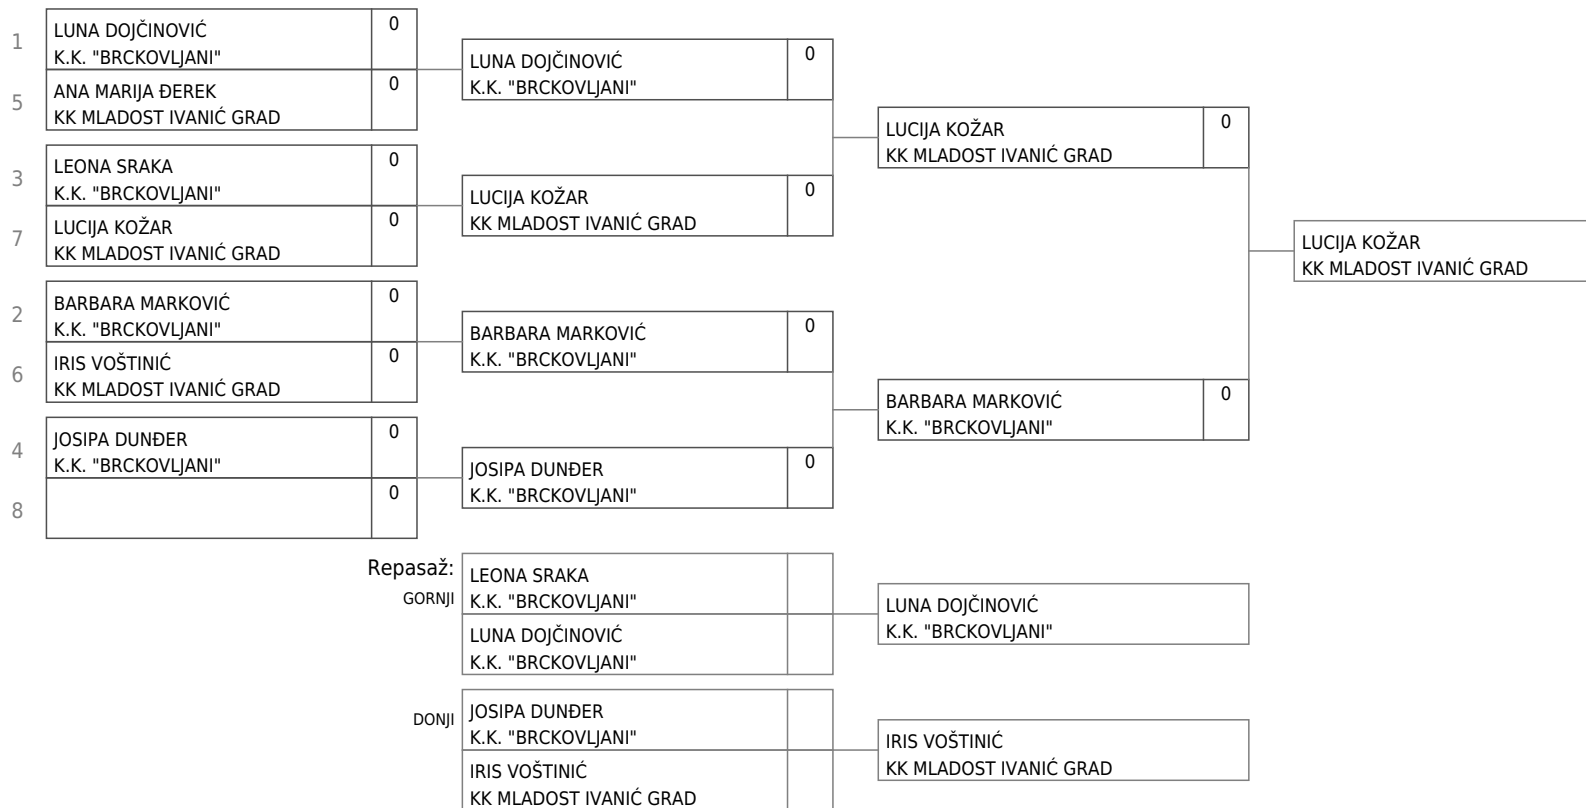 1
LUNA DOJČINOVIĆ
K.K. "BRCKOVLJANI"
0
5
ANA MARIJA ĐEREK
KK MLADOST IVANIĆ GRAD
0
3
LEONA SRAKA
K.K. "BRCKOVLJANI"
0
7
LUCIJA KOŽAR
KK MLADOST IVANIĆ GRAD
0
2
BARBARA MARKOVIĆ
K.K. "BRCKOVLJANI"
0
6
IRIS VOŠTINIĆ
KK MLADOST IVANIĆ GRAD
0
4
JOSIPA DUNĐER
K.K. "BRCKOVLJANI"
0
8
0
LUNA DOJČINOVIĆ
K.K. "BRCKOVLJANI"
0
LUCIJA KOŽAR
KK MLADOST IVANIĆ GRAD
0
BARBARA MARKOVIĆ
K.K. "BRCKOVLJANI"
0
JOSIPA DUNĐER
K.K. "BRCKOVLJANI"
0
LUCIJA KOŽAR
KK MLADOST IVANIĆ GRAD
0
BARBARA MARKOVIĆ
K.K. "BRCKOVLJANI"
0
LUCIJA KOŽAR
KK MLADOST IVANIĆ GRAD
Repasaž:
GORNJI
LEONA SRAKA
K.K. "BRCKOVLJANI"
LUNA DOJČINOVIĆ
K.K. "BRCKOVLJANI"
LUNA DOJČINOVIĆ
K.K. "BRCKOVLJANI"
DONJI
JOSIPA DUNĐER
K.K. "BRCKOVLJANI"
IRIS VOŠTINIĆ
KK MLADOST IVANIĆ GRAD
IRIS VOŠTINIĆ
KK MLADOST IVANIĆ GRAD